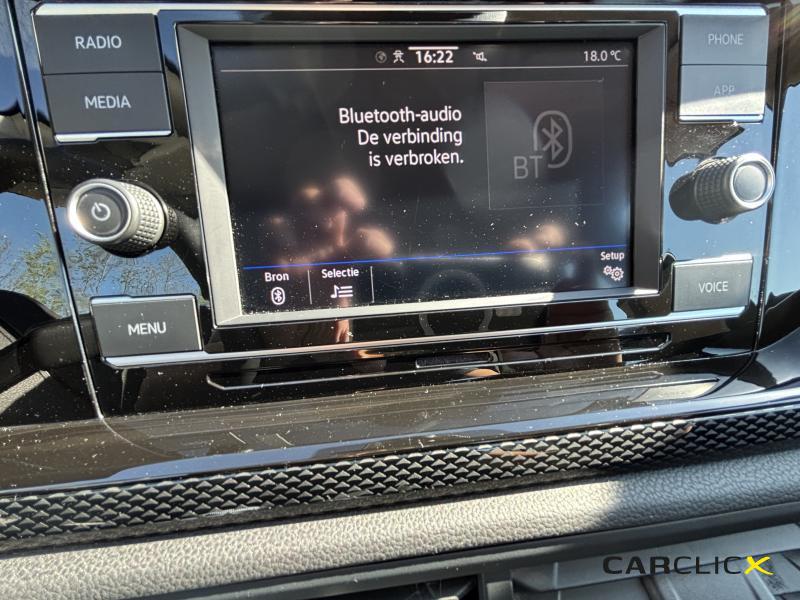 RADIO
MEDIA
MENU
16:22
18.0 °C
Bluetooth-audio
De verbinding
is verbroken.
BT
Bron
Selectie
Setup
PHONE
APP
VOICE
CARCLICX